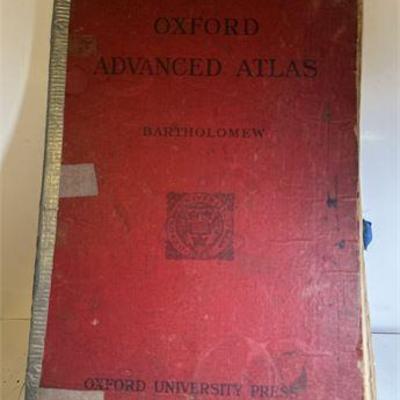 OXFORD
ADVANCED ATLAS
BARTHOLOMEW
OXFORD UNIVERSITY PRESS